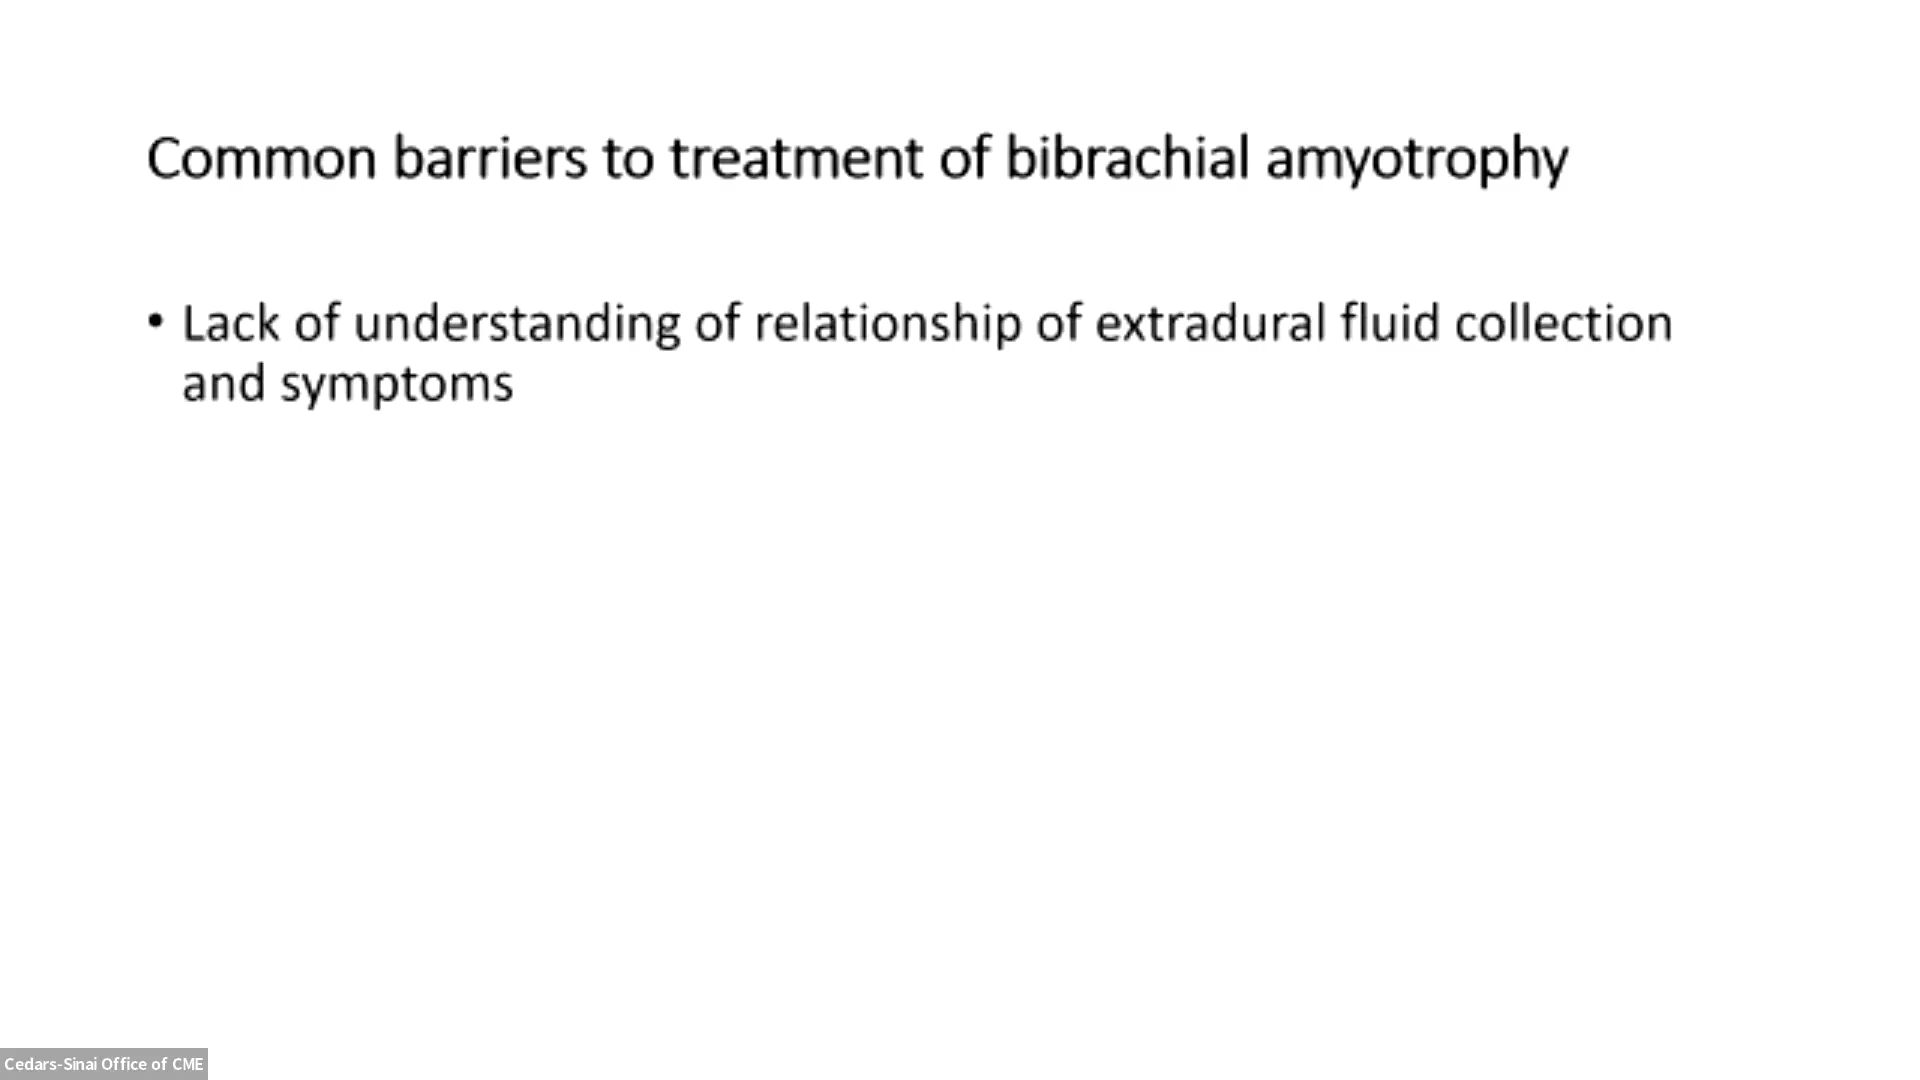 Common barriers to treatment of bibrachial amyotrophy
• Lack of understanding of relationship of extradural fluid collection
and symptoms
Cedars-Sinai Office of CME